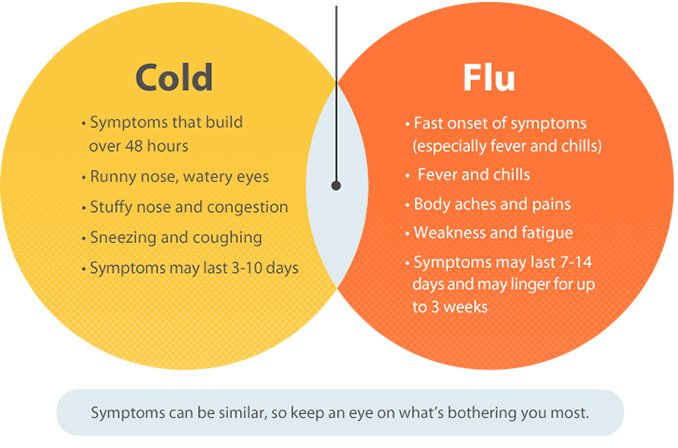 Cold
• Symptoms that build
over 48 hours
• Runny nose, watery eyes
• Stuffy nose and congestion
• Sneezing and coughing
• Symptoms may last 3-10 days
Flu
• Fast onset of symptoms
(especially fever and chills)
• Fever and chills
• Body aches and pains
• Weakness and fatigue
• Symptoms may last 7-14
days and may linger for up
to 3 weeks
Symptoms can be similar, so keep an eye on what’s bothering you most.